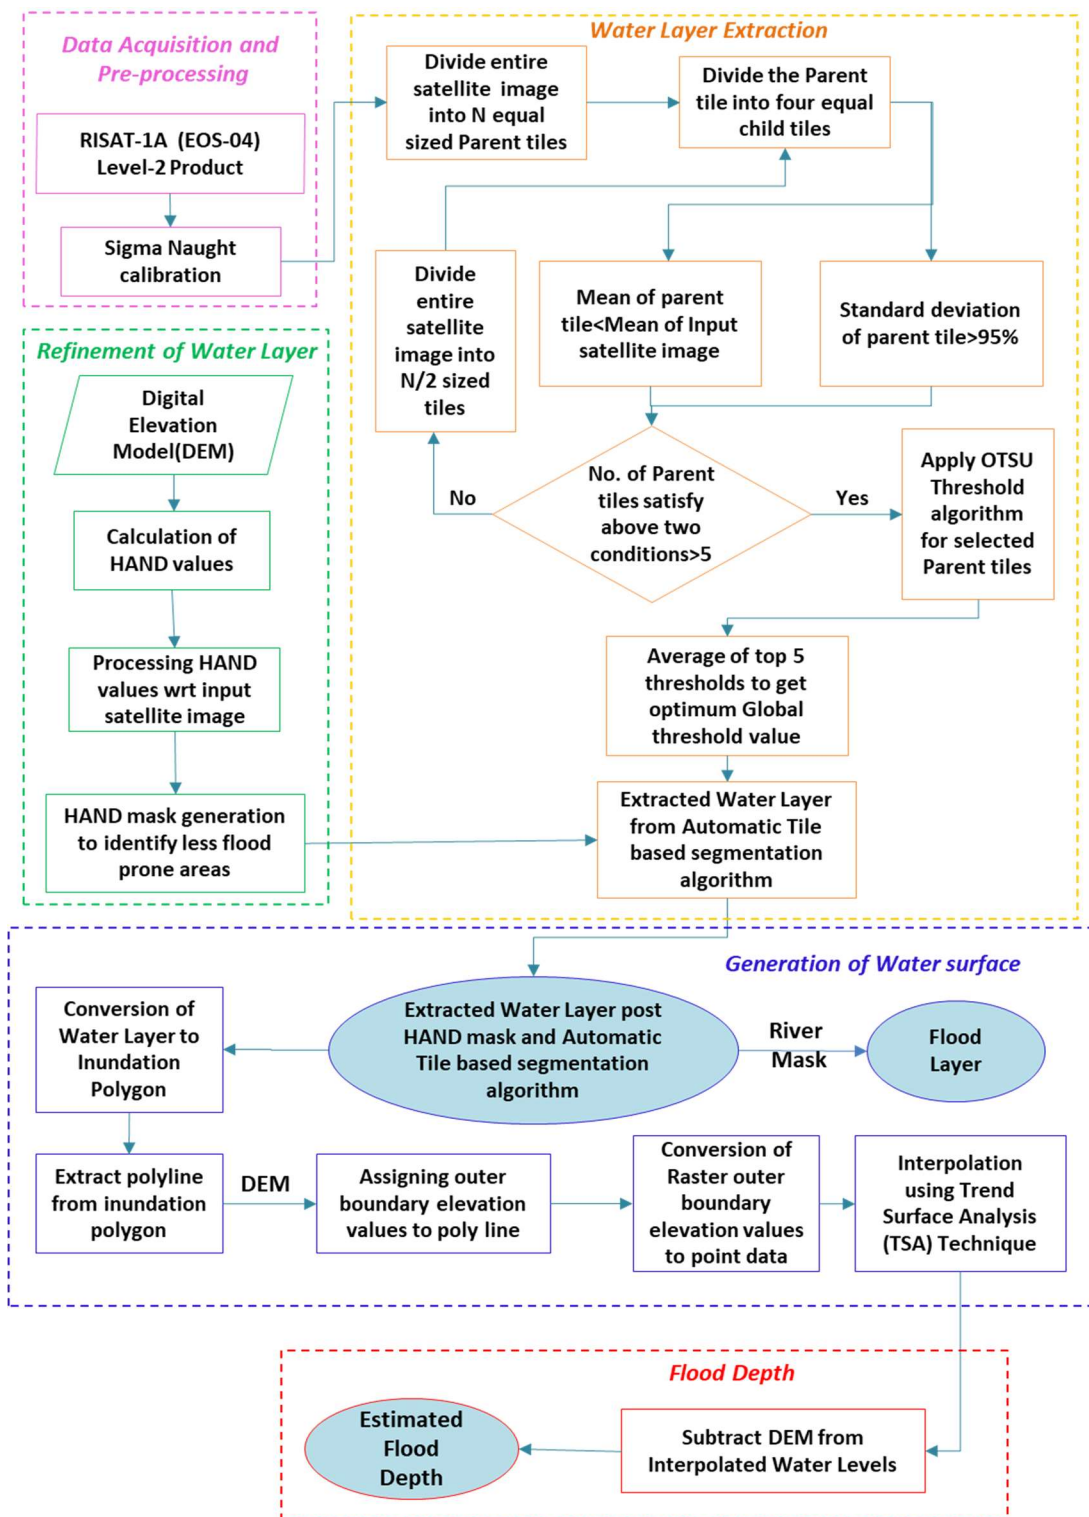 Data Acquisition and
Pre-processing
RISAT-1A (EOS-04)
Level-2 Product
Sigma Naught
calibration
Water Layer Extraction
Divide entire
satellite image
into N equal
sized Parent tiles
Divide the Parent
tile into four equal
child tiles
Divide
entire
satellite
image into
N/2 sized
tiles
Mean of parent
tile<Mean of Input
satellite image
Standard deviation
of parent tile>95%
No. of Parent
tiles satisfy
above two
conditions>5
No
Yes
Apply OTSU
Threshold
algorithm
for selected
Parent tiles
Average of top 5
thresholds to get
optimum Global
threshold value
Extracted Water Layer
from Automatic Tile
based segmentation
algorithm
Refinement of Water Layer
Digital
Elevation
Model(DEM)
Calculation of
HAND values
Processing HAND
values wrt input
satellite image
HAND mask generation
to identify less flood
prone areas
Generation of Water surface
Extracted Water Layer post
HAND mask and Automatic
Tile based segmentation
algorithm
River
Mask
Flood
Layer
Conversion of
Water Layer to
Inundation
Polygon
Extract polyline
from inundation
polygon
DEM
Assigning outer
boundary elevation
values to poly line
Conversion of
Raster outer
boundary
elevation values
to point data
Interpolation
using Trend
Surface Analysis
(TSA) Technique
Flood Depth
Subtract DEM from
Interpolated Water Levels
Estimated
Flood
Depth